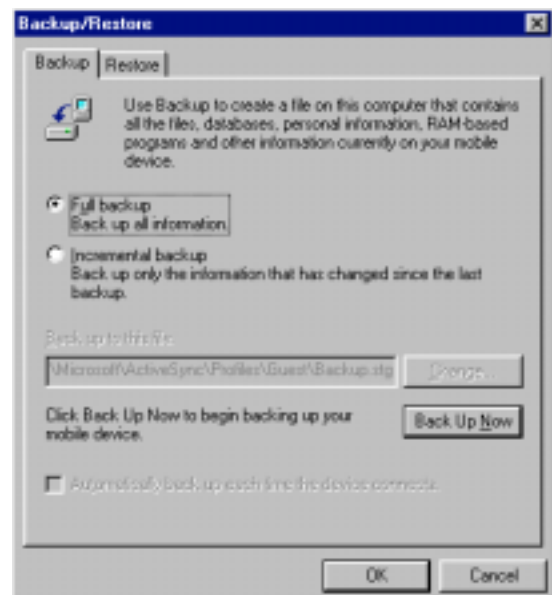 Backup/Restore
Backup
Restore
Use Backup to create a file on this computer that contains
all the files, databases, personal information, RAM-based
programs and other information currently on your mobile
device.
Full backup
Back up all information.
Incremental backup
Back up only the information that has changed since the last
backup.
Back up to this file:
\Microsoft\ActiveSync\Profiles\Guest\Backup.stg
Change...
Click Back Up Now to begin backing up your
mobile device.
Back Up Now
Automatically back up each time the device connects.
OK
Cancel